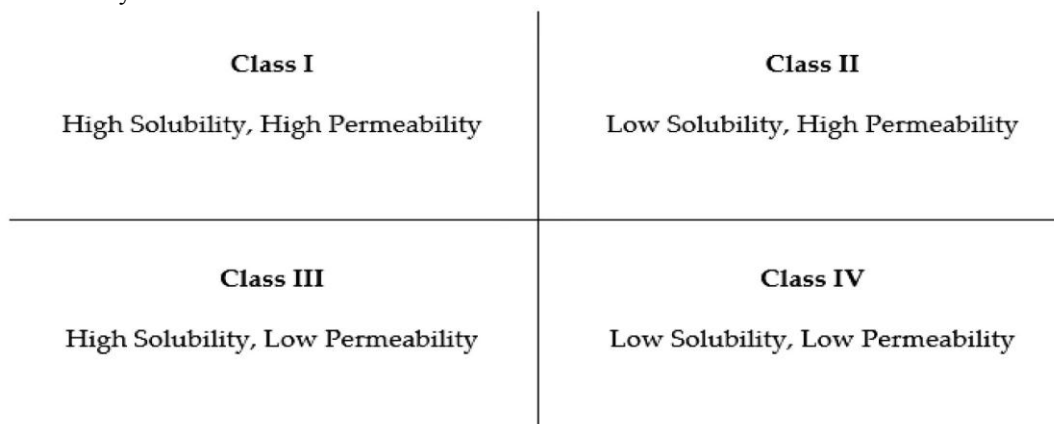 Class I
High Solubility, High Permeability
Class II
Low Solubility, High Permeability
Class III
High Solubility, Low Permeability
Class IV
Low Solubility, Low Permeability